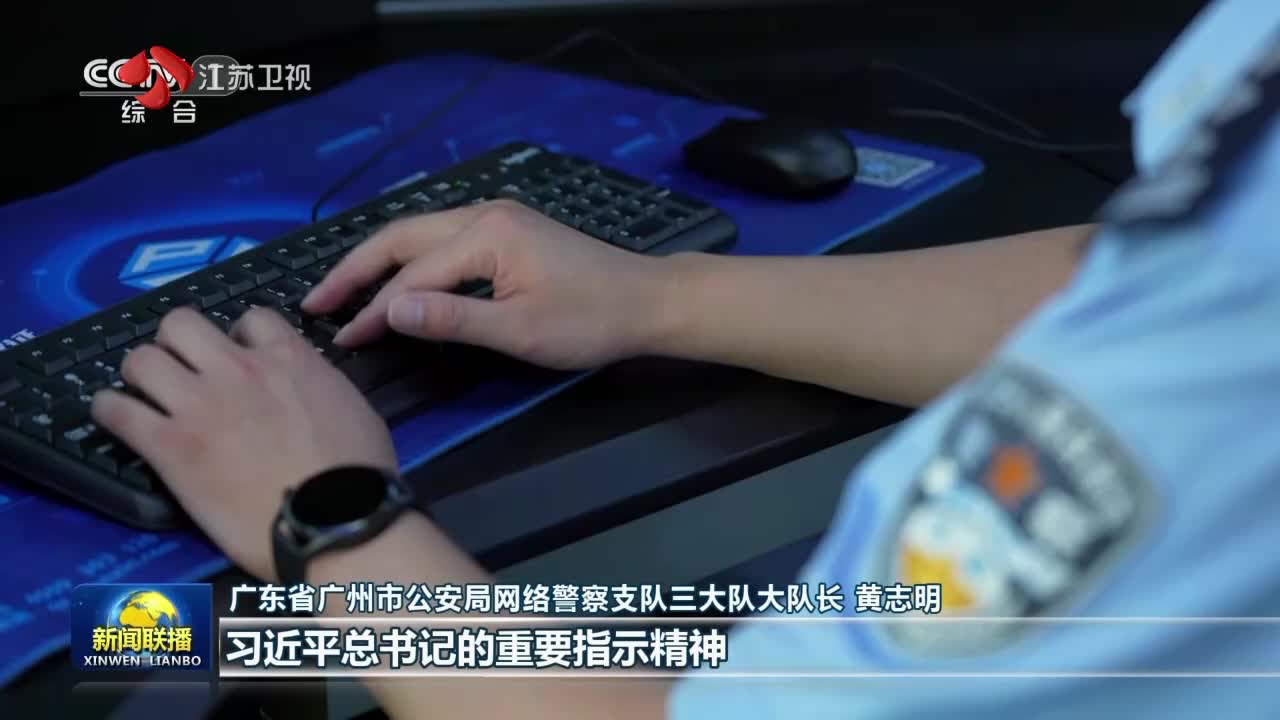 CCTV 江苏卫视
综合
广东省广州市公安局网络警察支队三大队大队长 黄志明
新闻联播
XINWEN LIANBO
习近平总书记的重要指示精神